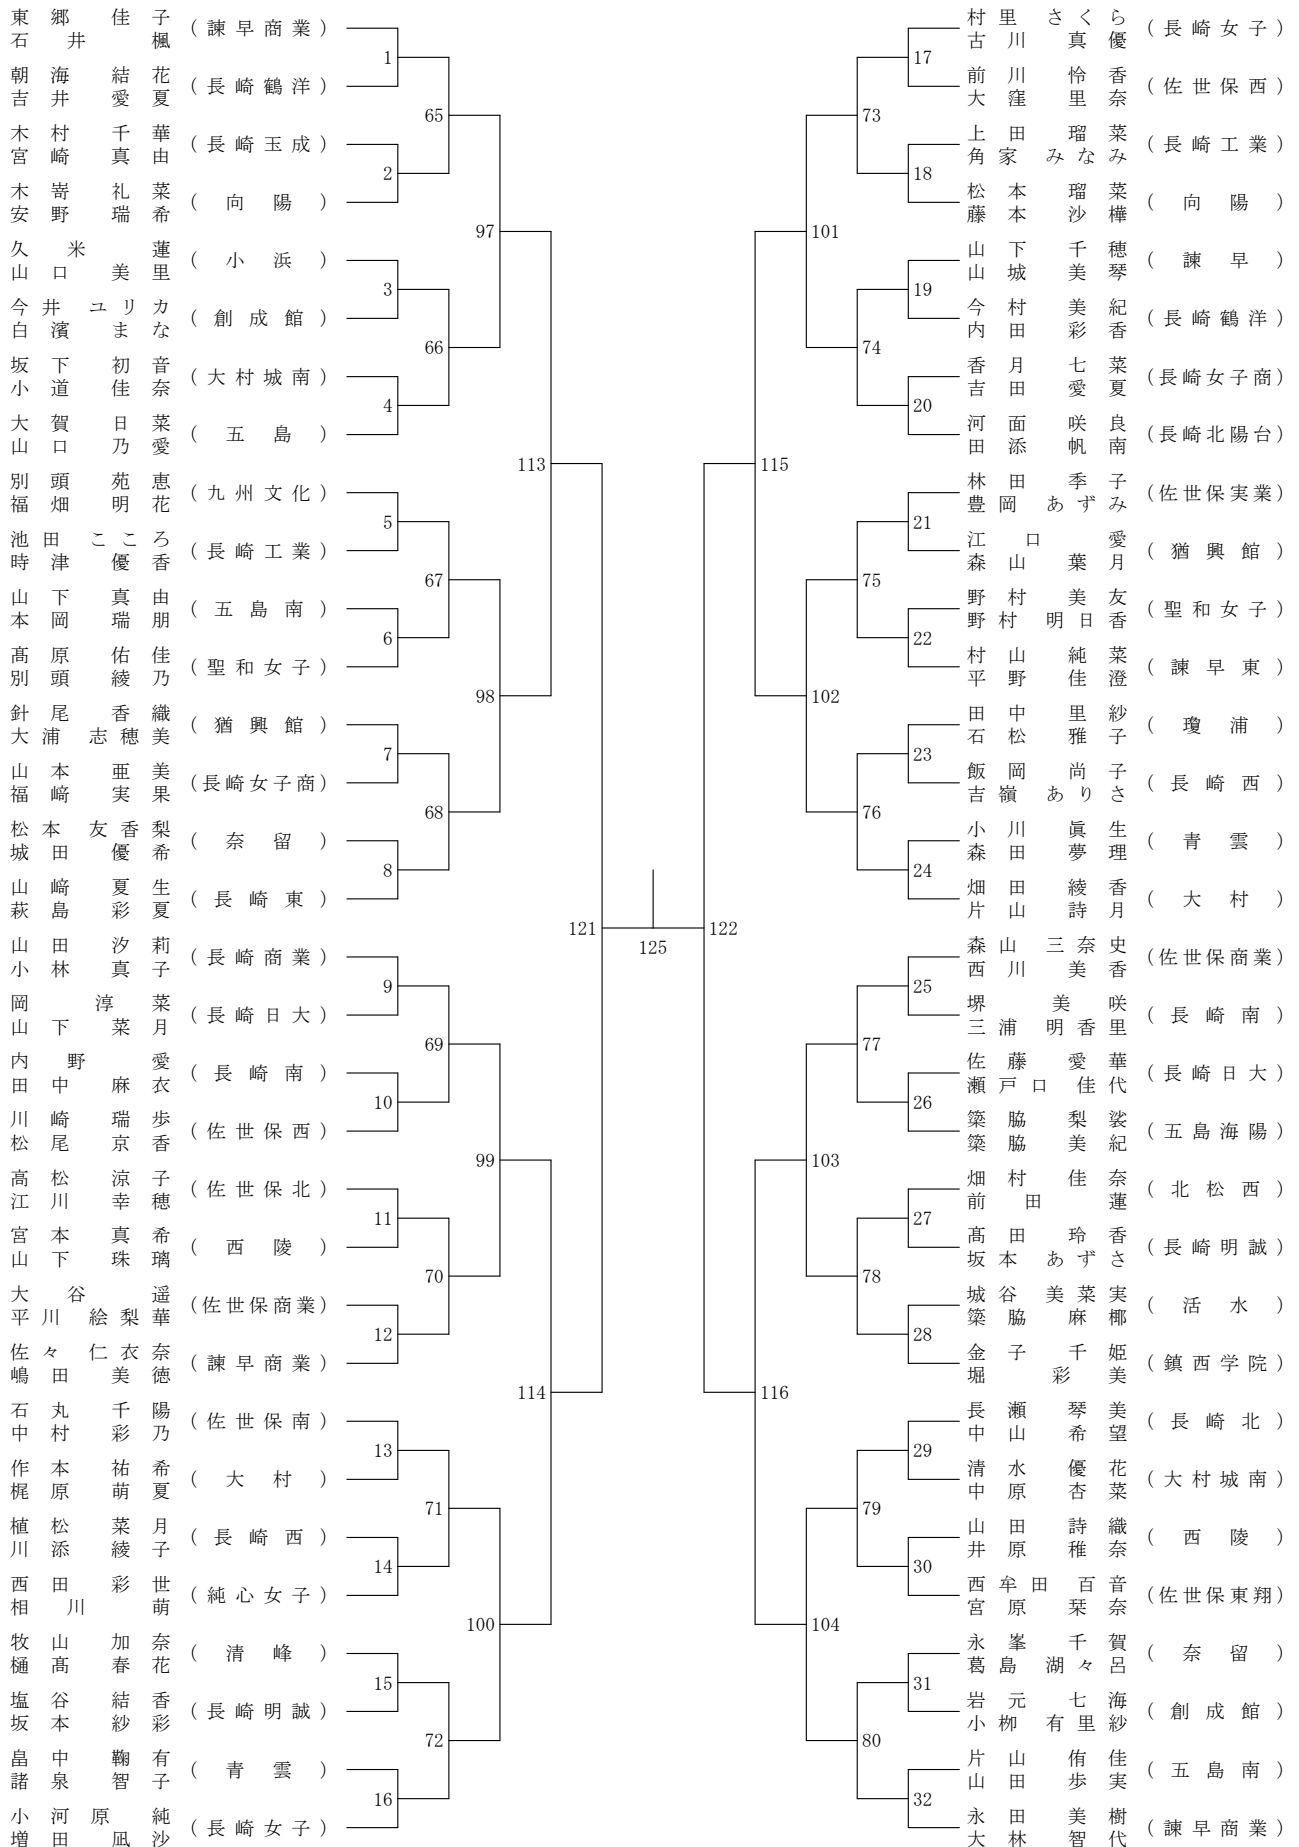 東郷 佳子
石井 楓
(諫早商業)
1
朝海 結花
吉井 愛夏
(長崎鶴洋)
65
木村 千華
宮崎 真由
(長崎玉成)
2
木嵜 礼菜
安野 瑞希
(向陽)
97
久米 蓮
山口 美里
(小浜)
3
今井 ユリカ
白濱 まな
(創成館)
66
坂下 初音
小道 佳奈
(大村城南)
4
大賀 日菜
山口 乃愛
(五島)
113
別頭 苑恵
福畑 明花
(九州文化)
5
池田 こころ
時津 優香
(長崎工業)
67
山下 真由
本岡 瑞朋
(五島南)
6
髙原 佑佳
別頭 綾乃
(聖和女子)
98
針尾 香織
大浦 志穂美
(猶興館)
7
山本 亜美
福﨑 実果
(長崎女子商)
68
松本 友香梨
城田 優希
(奈留)
8
山﨑 夏生
萩島 彩夏
(長崎東)
121
125
山田 汐莉
小林 真子
(長崎商業)
9
岡 淳菜
山下 菜月
(長崎日大)
69
内野 愛
田中 麻衣
(長崎南)
10
川崎 瑞歩
松尾 京香
(佐世保西)
99
高松 涼子
江川 幸穂
(佐世保北)
11
宮本 真希
山下 珠璃
(西陵)
70
大谷 遥
平川 絵梨華
(佐世保商業)
12
佐々 仁衣奈
嶋田 美徳
(諫早商業)
114
石丸 千陽
中村 彩乃
(佐世保南)
13
作本 祐希
梶原 萌夏
(大村)
71
植松 菜月
川添 綾子
(長崎西)
14
西田 彩世
相川 萌
(純心女子)
100
牧山 加奈
樋髙 春花
(清峰)
15
塩谷 結香
坂本 紗彩
(長崎明誠)
72
畠中 鞠有
諸泉 智子
(青雲)
16
小河原 純
増田 凪沙
(長崎女子)
村里 さくら
古川 真優
(長崎女子)
17
前川 怜香
大窪 里奈
(佐世保西)
73
上田 瑠菜
角家 みなみ
(長崎工業)
18
松本 瑠菜
藤本 沙樺
(向陽)
101
山下 千穂
山城 美琴
(諫早)
19
今村 美紀
内田 彩香
(長崎鶴洋)
74
香月 七菜
吉田 愛夏
(長崎女子商)
20
河面 咲良
田添 帆南
(長崎北陽台)
115
林田 季子
豊岡 あずみ
(佐世保実業)
21
江口 愛
森山 葉月
(猶興館)
75
野村 美友
野村 明日香
(聖和女子)
22
村山 純菜
平野 佳澄
(諫早東)
102
田中 里紗
石松 雅子
(瓊浦)
23
飯岡 尚子
吉嶺 ありさ
(長崎西)
76
小川 眞生
森田 夢理
(青雲)
24
畑田 綾香
片山 詩月
(大村)
122
森山 三奈史
西川 美香
(佐世保商業)
25
堺 美咲
三浦 明香里
(長崎南)
77
佐藤 愛華
瀬戸口 佳代
(長崎日大)
26
築脇 梨裟
築脇 美紀
(五島海陽)
103
畑村 佳奈
前田 蓮
(北松西)
27
髙田 玲香
坂本 あずさ
(長崎明誠)
78
城谷 美菜実
築脇 麻椰
(活水)
28
金子 千姫
堀 彩美
(鎮西学院)
116
長瀬 琴美
中山 希望
(長崎北)
29
清水 優花
中原 杏菜
(大村城南)
79
山田 詩織
井原 稚奈
(西陵)
30
西牟田 百音
宮原 栞奈
(佐世保東翔)
104
永峯 千賀
葛島 湖々呂
(奈留)
31
岩元 七海
小栁 有里紗
(創成館)
80
片山 侑佳
山田 歩実
(五島南)
32
永田 美樹
大林 智代
(諫早商業)